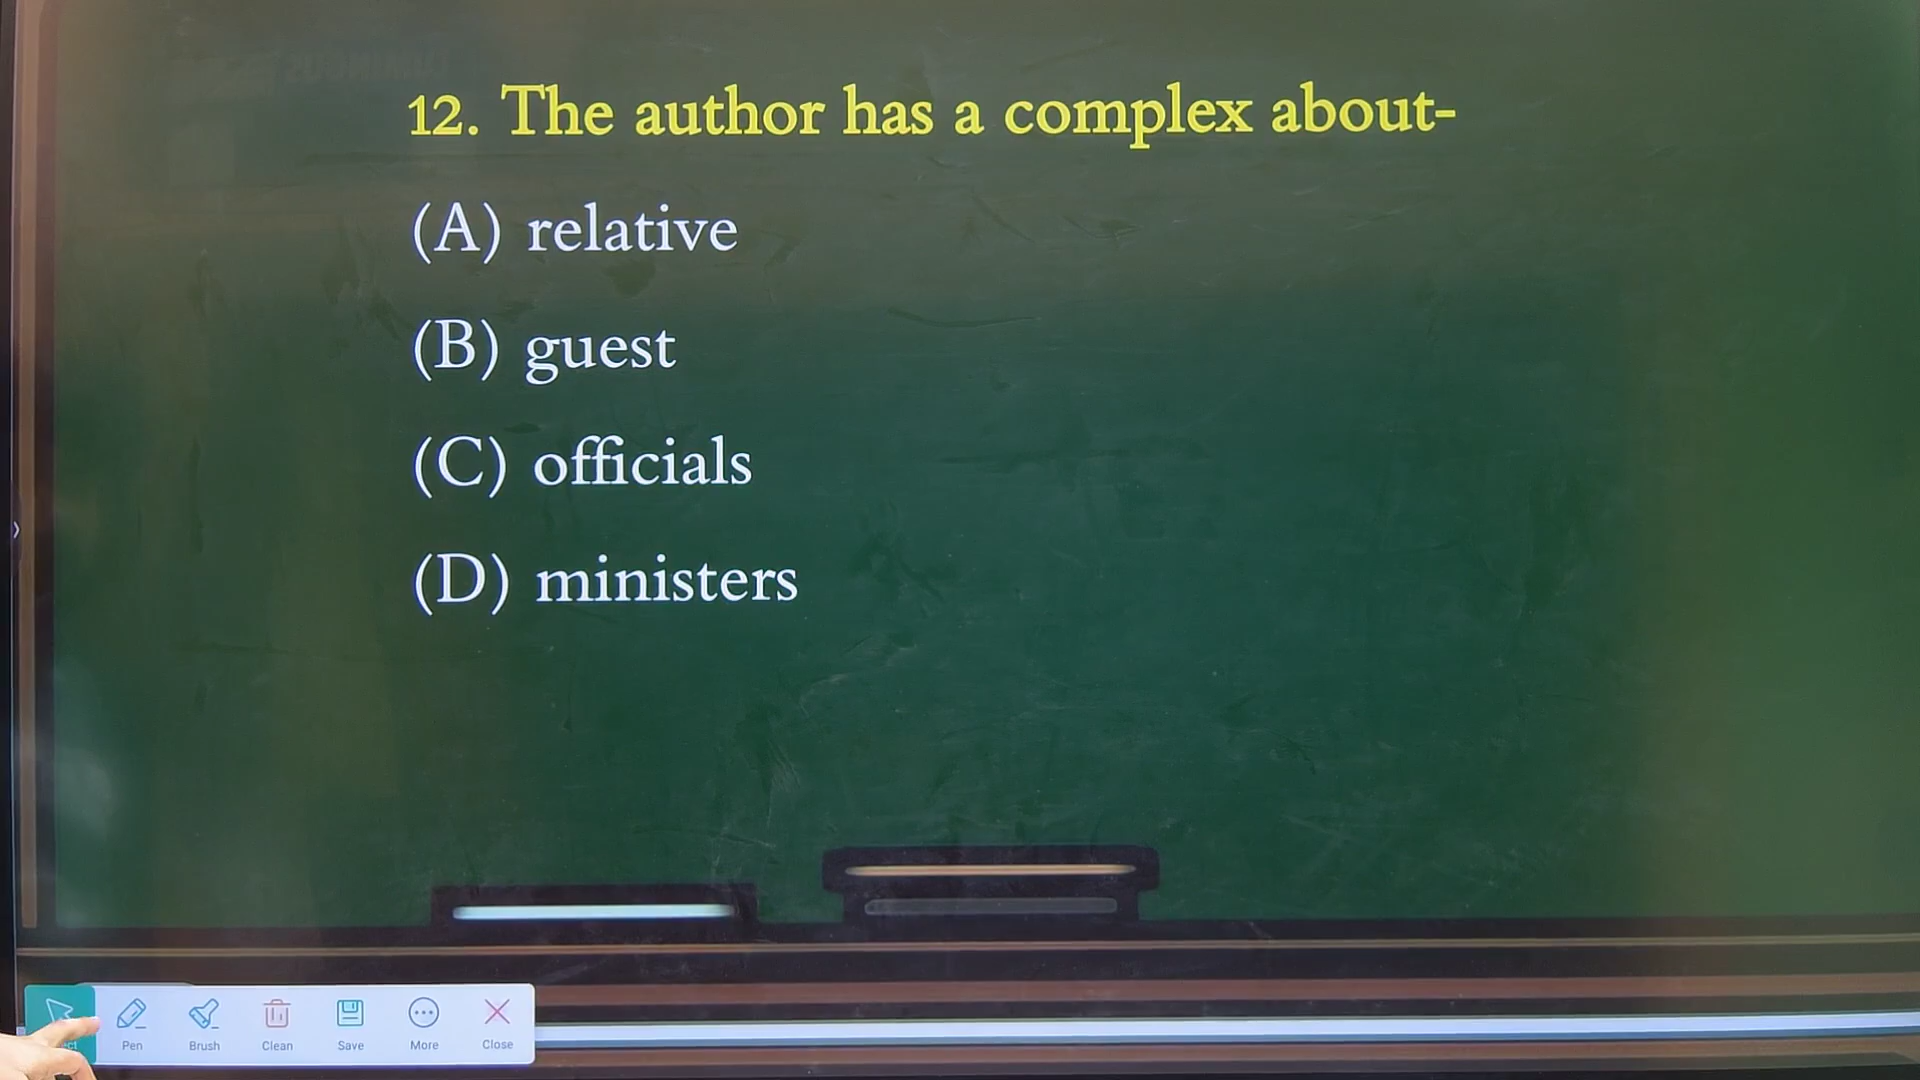 12. The author has a complex about-
(A) relative
(B) guest
(C) officials
(D) ministers
Pen
Brush
Clean
Save
More
Close